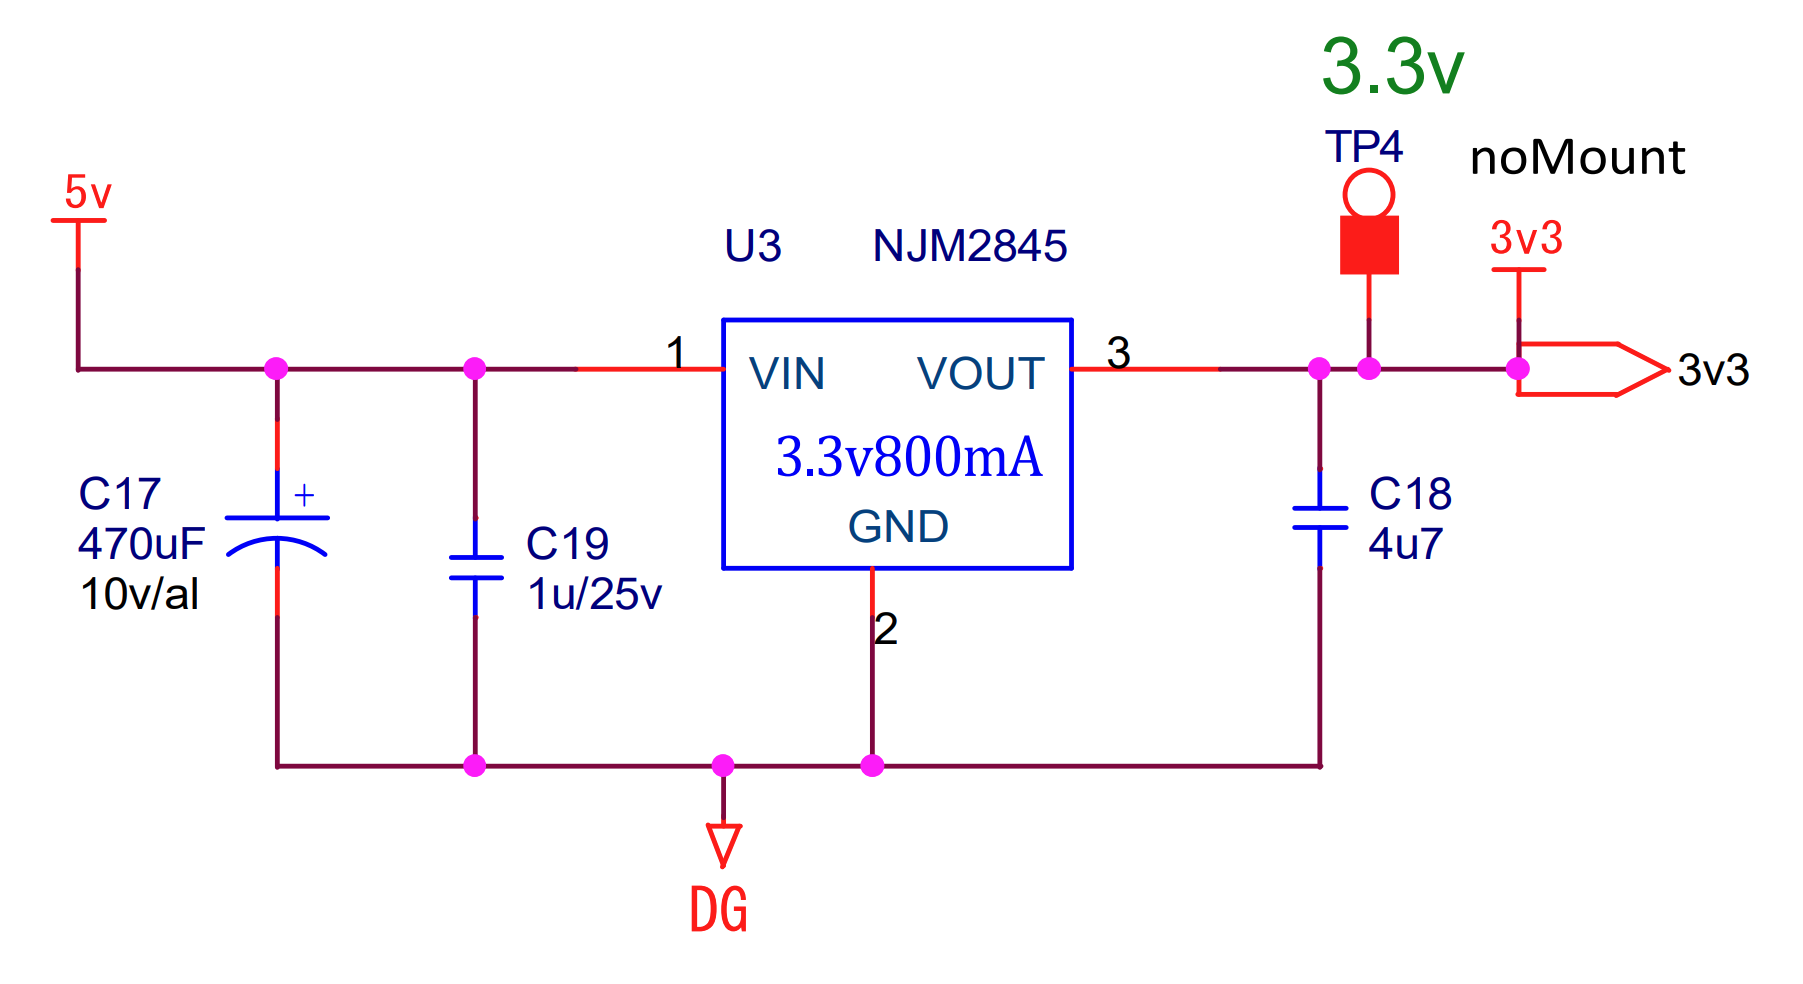 3.3v
TP4
noMount
5v
3v3
U3
NJM2845
1
VIN
VOUT
3
3v3
3.3v800mA
GND
2
C17
470uF
10v/al
+
C19
1u/25v
C18
4u7
DG